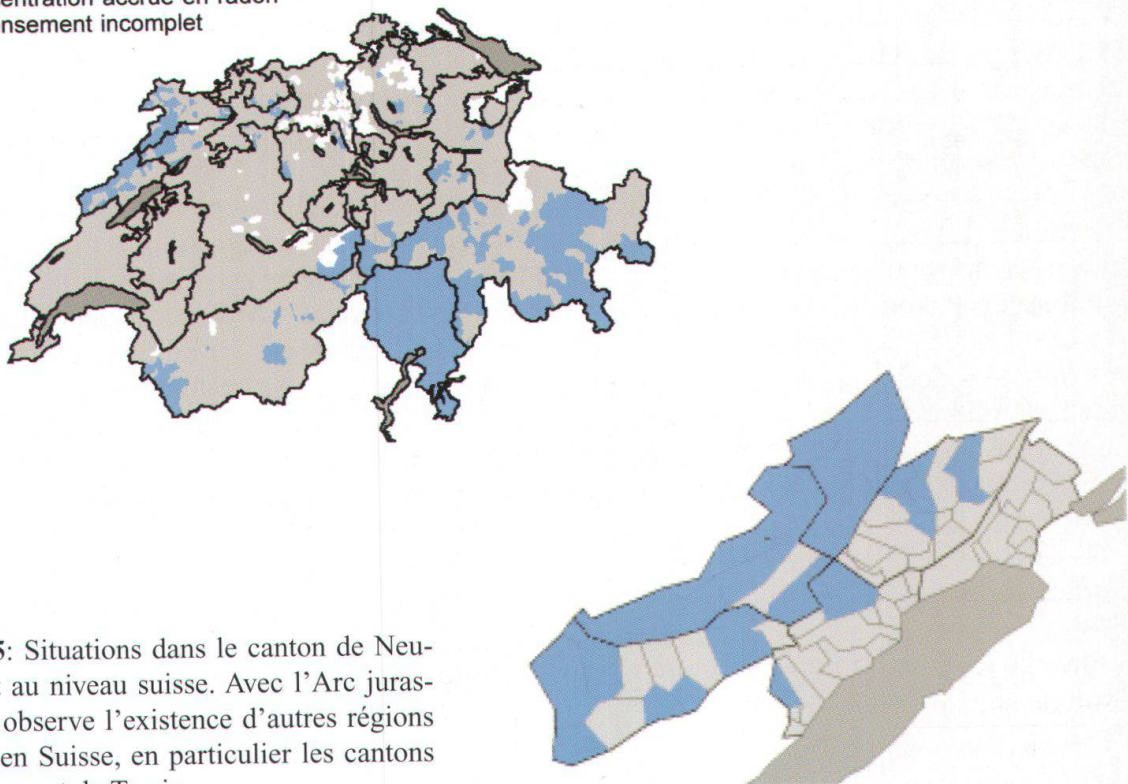 accrue en radon
nsement incomplet
5: Situations dans le canton de Neu-
au niveau suisse. Avec l'Arc juras-
observe l'existence d'autres régions
en Suisse, en particulier les cantons